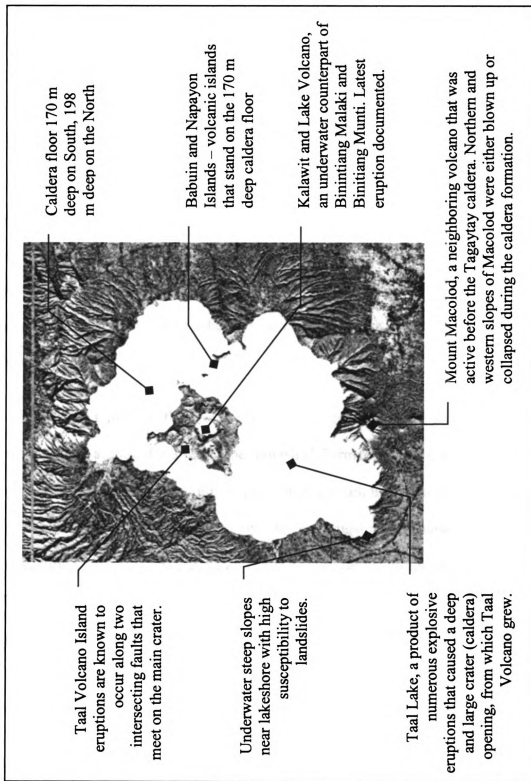 Taal Volcano Island
eruptions are known to
occur along two
intersecting faults that
meet on the main crater.
Underwater steep slopes
near lakeshore with high
susceptibility to
landslides.
Taal Lake, a product of
numerous explosive
eruptions that caused a deep
and large crater (caldera)
opening, from which Taal
Volcano grew.
Caldera floor 170 m
deep on South, 198
m deep on the North
Babuin and Napayon
Islands – volcanic islands
that stand on the 170 m
deep caldera floor
Kalawit and Lake Volcano,
an underwater counterpart of
Binintiang Malaki and
Binitiang Munti. Latest
eruption documented.
Mount Macolod, a neighboring volcano that was
active before the Tagaytay caldera. Northern and
western slopes of Macolod were either blown up or
collapsed during the caldera formation.